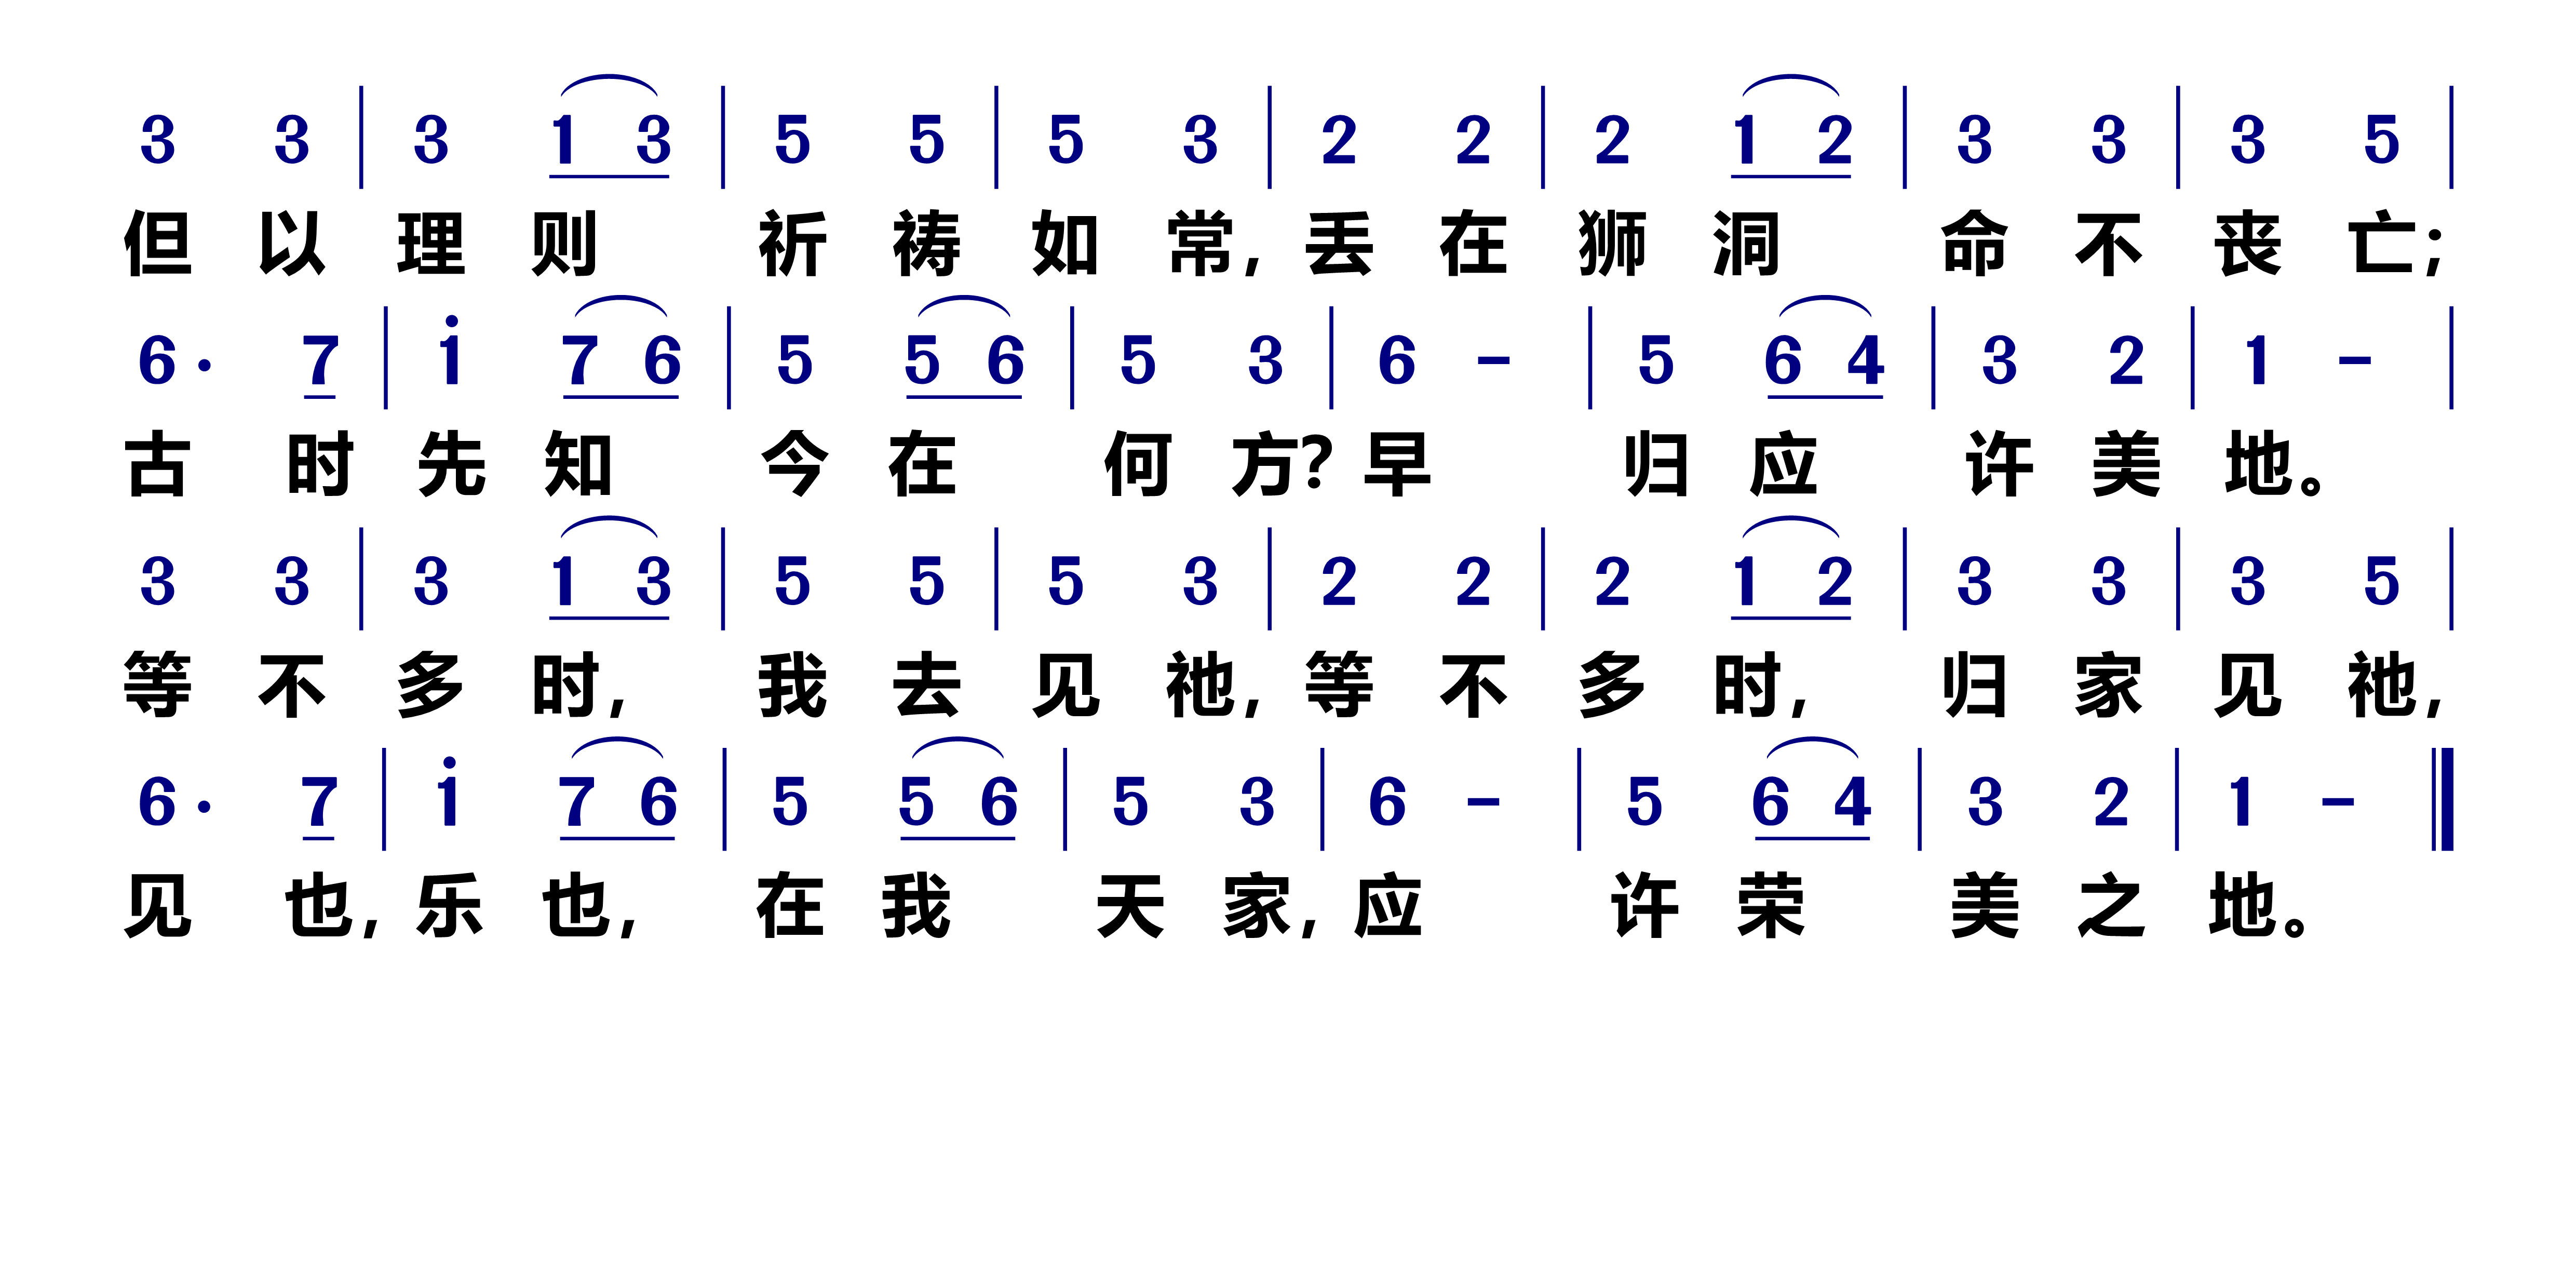 3 3 | 3 1 3 | 5 5 | 5 3 | 2 2 | 2 1 2 | 3 3 | 3 5 |
但以理则祈祷如常,丢在狮洞命不丧亡;
6· 7 | i 7 6 | 5 5 6 | 5 3 | 6 - | 5 6 4 | 3 2 | 1 - |
古时先知今在何方?早归应许美地。
3 3 | 3 1 3 | 5 5 | 5 3 | 2 2 | 2 1 2 | 3 3 | 3 5 |
等不多时,我去见祂,等不多时,归家见祂,
6· 7 | i 7 6 | 5 5 6 | 5 3 | 6 - | 5 6 4 | 3 2 | 1 - ‖
见也,乐也,在我天家,应许荣美之地。